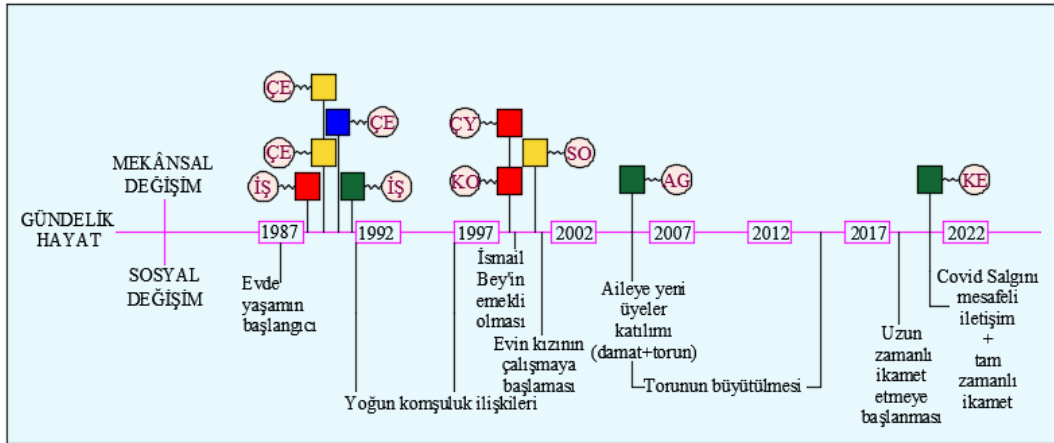 ÇE
ÇE
ÇY
ÇE
SO
MEKÂNSAL
DEĞİŞİM
İŞ
İŞ
KO
AG
KE
GÜNDELİK
HAYAT
1987
1992
1997
2002
2007
2012
2017
2022
SOSYAL
DEĞİŞİM
Evde
yaşamın
başlangıcı
Yoğun komşuluk ilişkileri
İsmail
Bey'in
emekli
olması
Evin kızının
çalışmaya
başlaması
Aileye yeni
üyeler
katılımı
(damat+torun)
Torunun büyütülmesi
Uzun
zamanlı
ikamet
etmeye
başlanması
Covid Salgını
mesafeli
iletişim
+
tam
zamanlı
ikamet